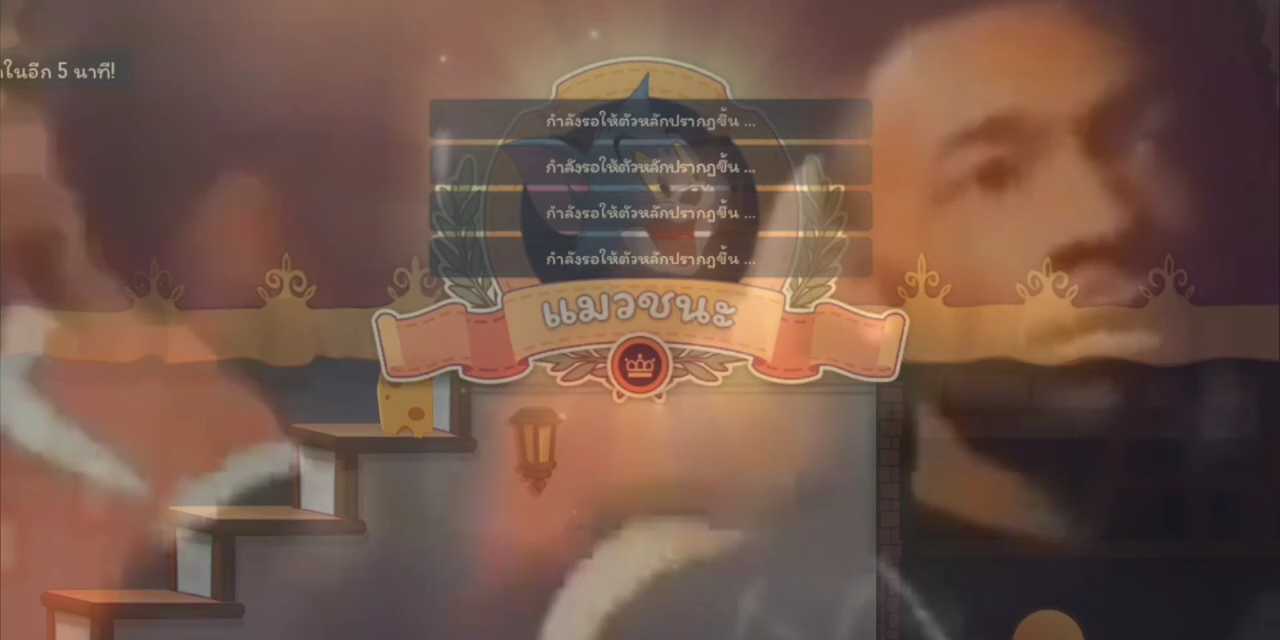 ในอีก 5 นาที!
กำลังรอให้ตัวหลักปรากฏขึ้น ...
กำลังรอให้ตัวหลักปรากฏขึ้น ...
กำลังรอให้ตัวหลักปรากฏขึ้น ...
กำลังรอให้ตัวหลักปรากฏขึ้น ...
แมวชนะ